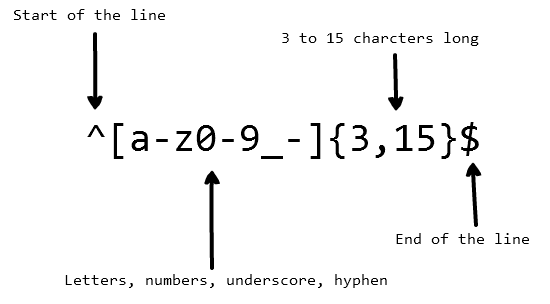 Start of the line
3 to 15 charcters long
^[a-z0-9_-]{3,15}$
End of the line
Letters, numbers, underscore, hyphen